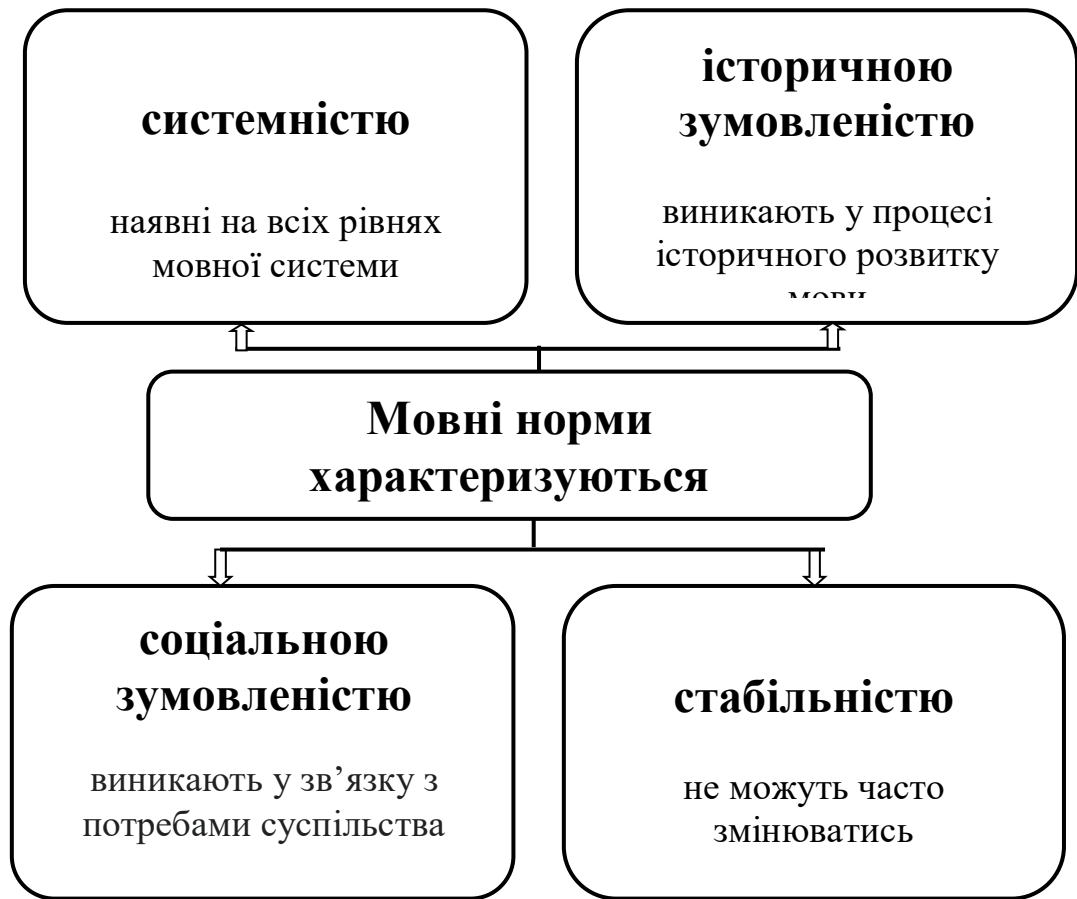 системністю
наявні на всіх рівнях
мовної системи
історичною
зумовленістю
виникають у процесі
історичного розвитку
мови
Мовні норми
характеризуються
соціальною
зумовленістю
виникають у зв’язку з
потребами суспільства
стабільністю
не можуть часто
змінюватись